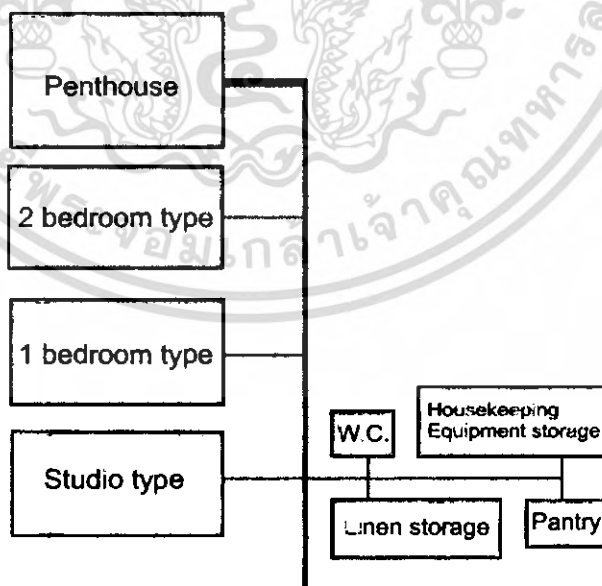 Penthouse
2 bedroom type
1 bedroom type
Studio type
W.C.
Housekeeping
Equipment storage
Linen storage
Pantry